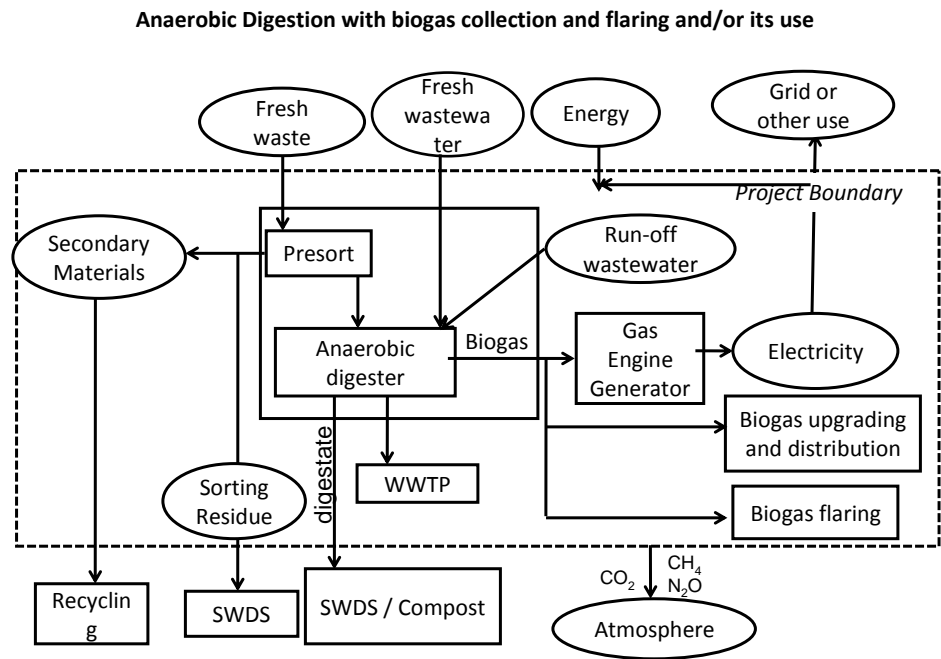 Anaerobic Digestion with biogas collection and flaring and/or its use
Fresh
waste
Fresh
wastewa
ter
Energy
Grid or
other use
Project Boundary
Secondary
Materials
Presort
Run-off
wastewater
Anaerobic
digester
Biogas
Gas
Engine
Generator
Electricity
Biogas upgrading
and distribution
digestate
WWTP
Sorting
Residue
Biogas flaring
Recyclin
g
SWDS
SWDS / Compost
CO₂
CH₄
N₂O
Atmosphere